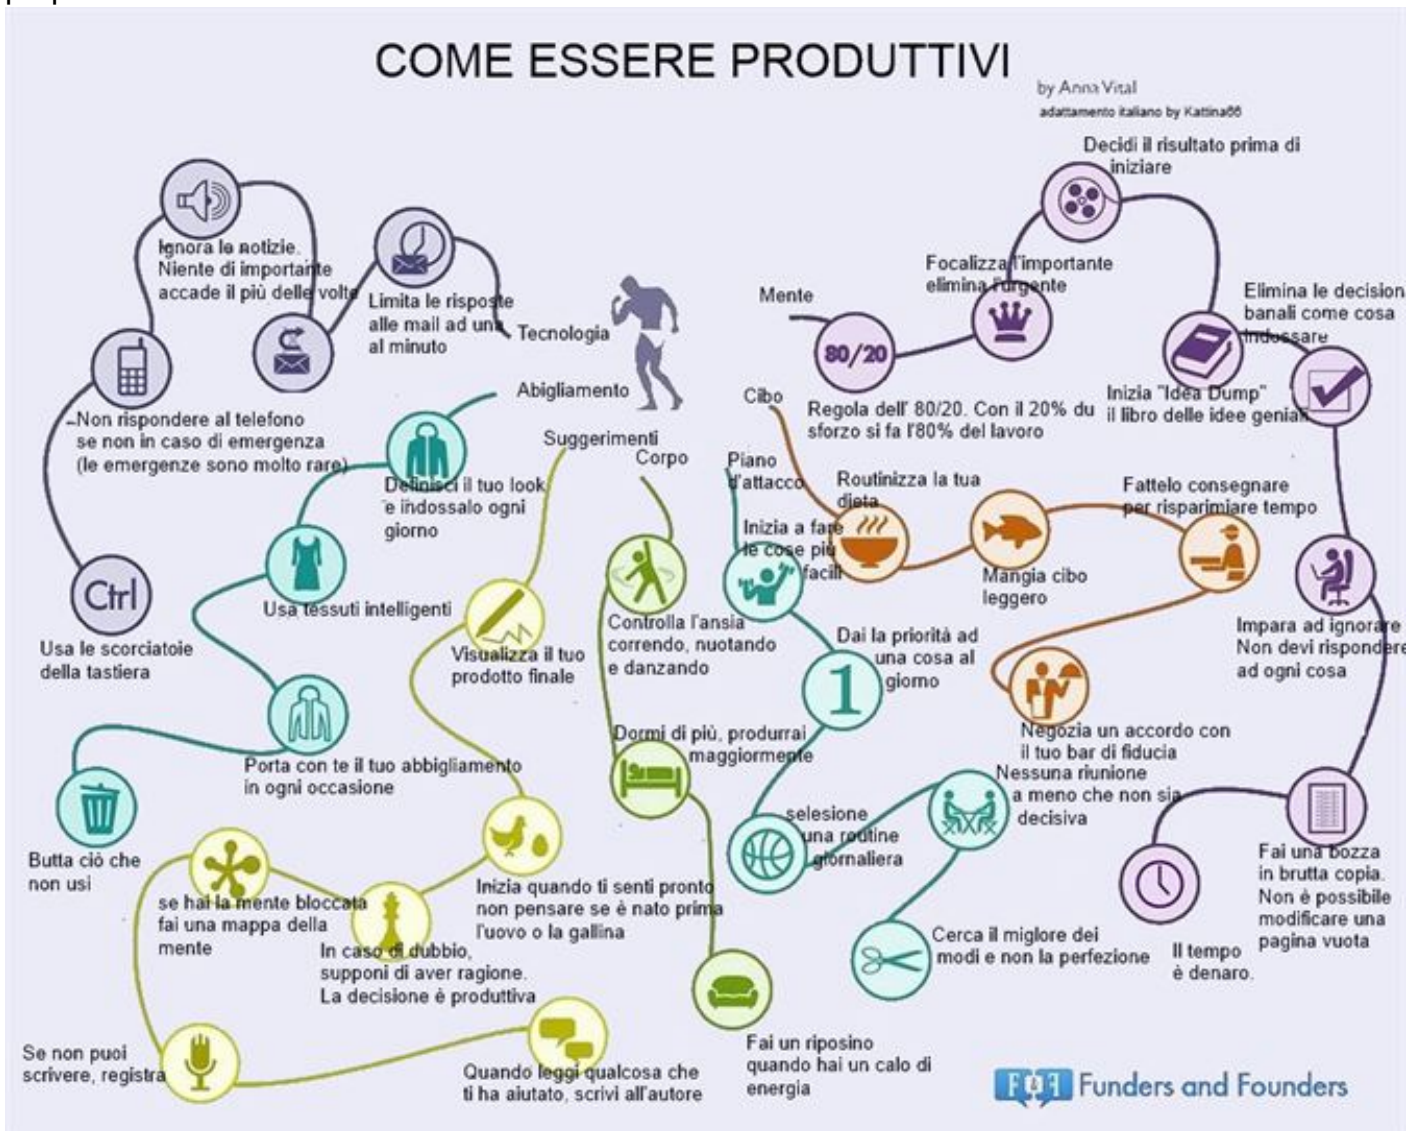 COME ESSERE PRODUTTIVI
by Anna Vital
adattamento italiano by Kattina66
Tecnologia
Limita le risposte
alle mail ad una
al minuto
Ignora le notizie.
Niente di importante
accade il più delle volte
Non rispondere al telefono
se non in caso di emergenza
(le emergenze sono molto rare)
Ctrl
Usa le scorciatoie
della tastiera
Abigliamento
Definisci il tuo look
e indossalo ogni
giorno
Usa tessuti intelligenti
Porta con te il tuo abbigliamento
in ogni occasione
Butta ciò che
non usi
Suggerimenti
Visualizza il tuo
prodotto finale
Inizia quando ti senti pronto
non pensare se è nato prima
l'uovo o la gallina
In caso di dubbio,
supponi di aver ragione.
La decisione è produttiva
se hai la mente bloccata
fai una mappa della
mente
Se non puoi
scrivere, registra
Quando leggi qualcosa che
ti ha aiutato, scrivi all'autore
Corpo
Controlla l'ansia
correndo, nuotando
e danzando
Dormi di più, produrrai
maggiormente
Fai un riposino
quando hai un calo di
energia
Piano
d'attacco
Inizia a fare
le cose più
facili
Dai la priorità ad
una cosa al
giorno
1
selesione
una routine
giornaliera
Nessuna riunione
a meno che non sia
decisiva
Cerca il miglore dei
modi e non la perfezione
Cibo
Routinizza la tua
dieta
Mangia cibo
leggero
Fattelo consegnare
per risparimiare tempo
Negozia un accordo con
il tuo bar di fiducia
Mente
80/20
Regola dell' 80/20. Con il 20% du
sforzo si fa l'80% del lavoro
Focalizza l'importante
elimina l'urgente
Decidi il risultato prima di
iniziare
Inizia "Idea Dump"
il libro delle idee geniali
Elimina le decision
banali come cosa
indossare
Impara ad ignorare
Non devi rispondere
ad ogni cosa
Fai una bozza
in brutta copia.
Non è possibile
modificare una
pagina vuota
Il tempo
è denaro.
F&F Funders and Founders